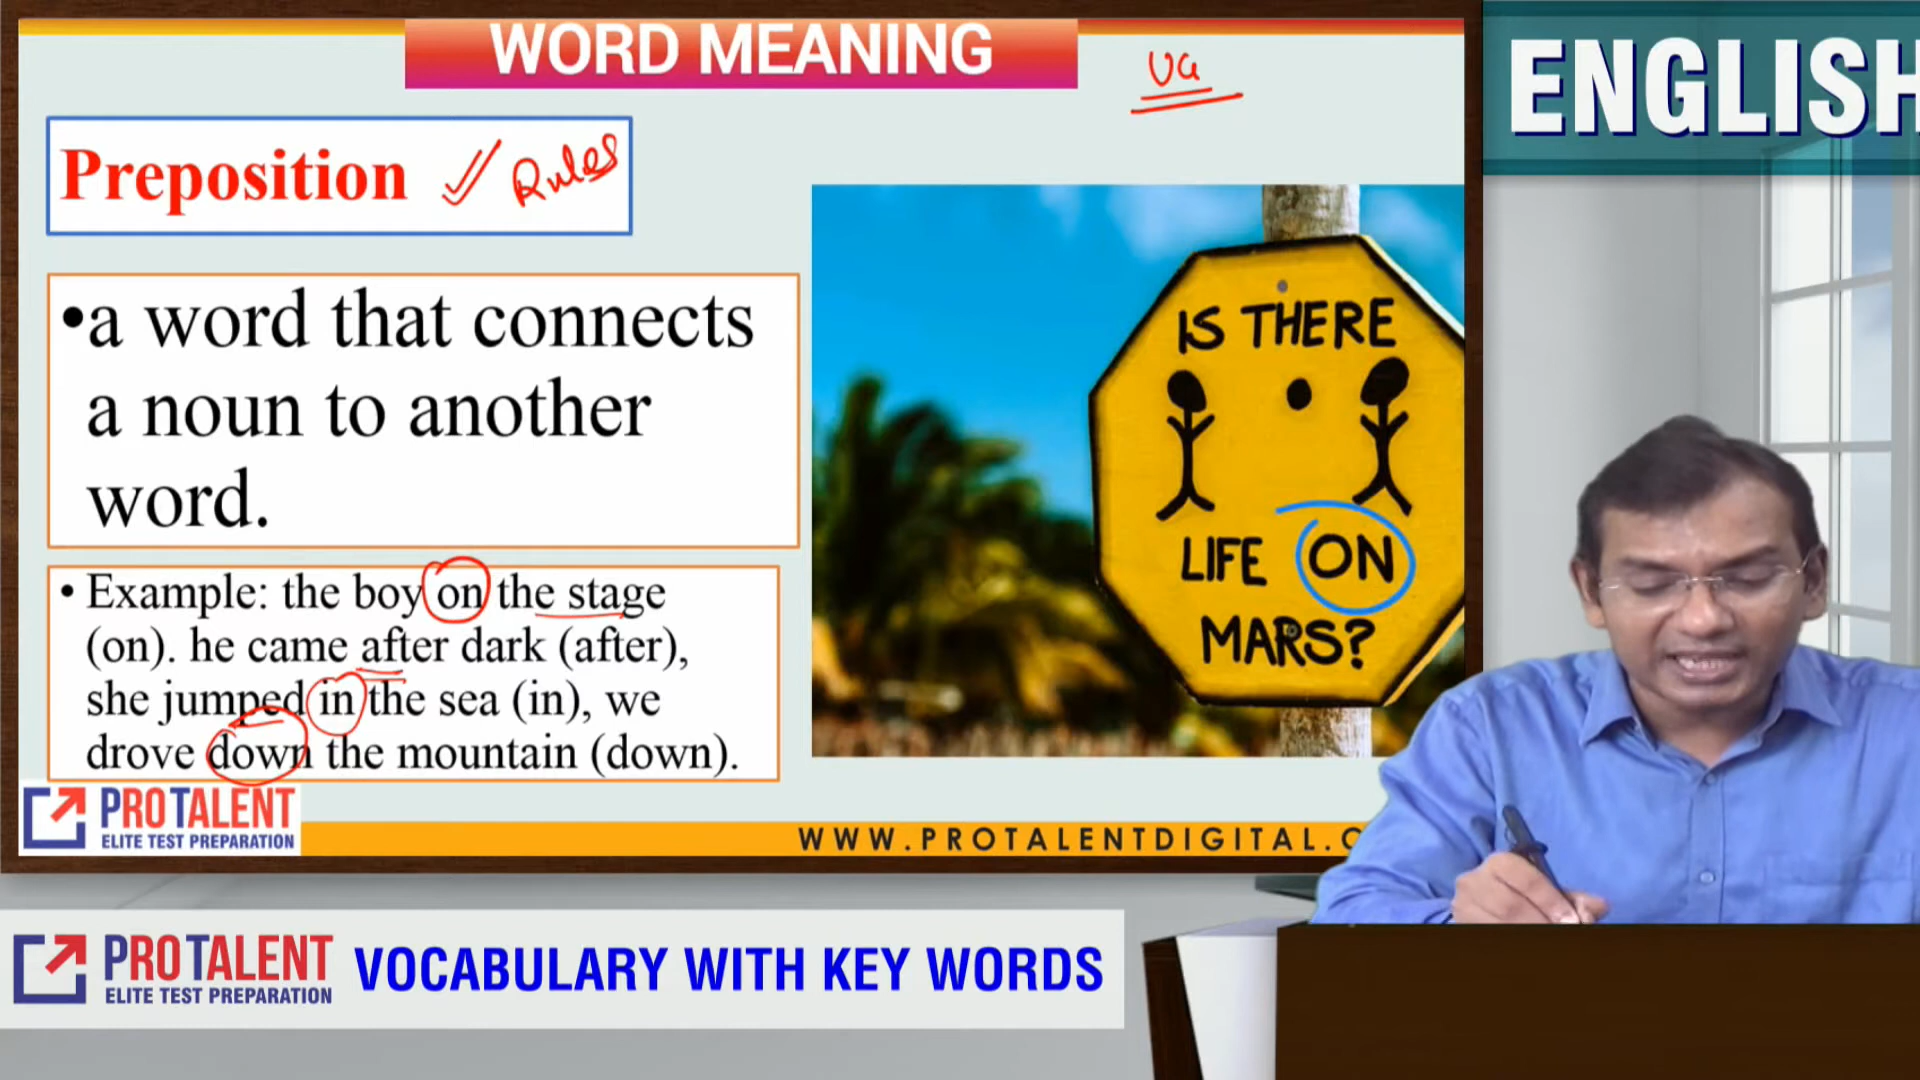 WORD MEANING
Preposition Rules
•a word that connects
a noun to another
word.
• Example: the boy on the stage
(on). he came after dark (after),
she jumped in the sea (in), we
drove down the mountain (down).
IS THERE
LIFE ON
MARS?
PROTALENT
ELITE TEST PREPARATION
WWW.PROTALENTDIGITAL.
ENGLISH
PROTALENT
ELITE TEST PREPARATION
VOCABULARY WITH KEY WORDS